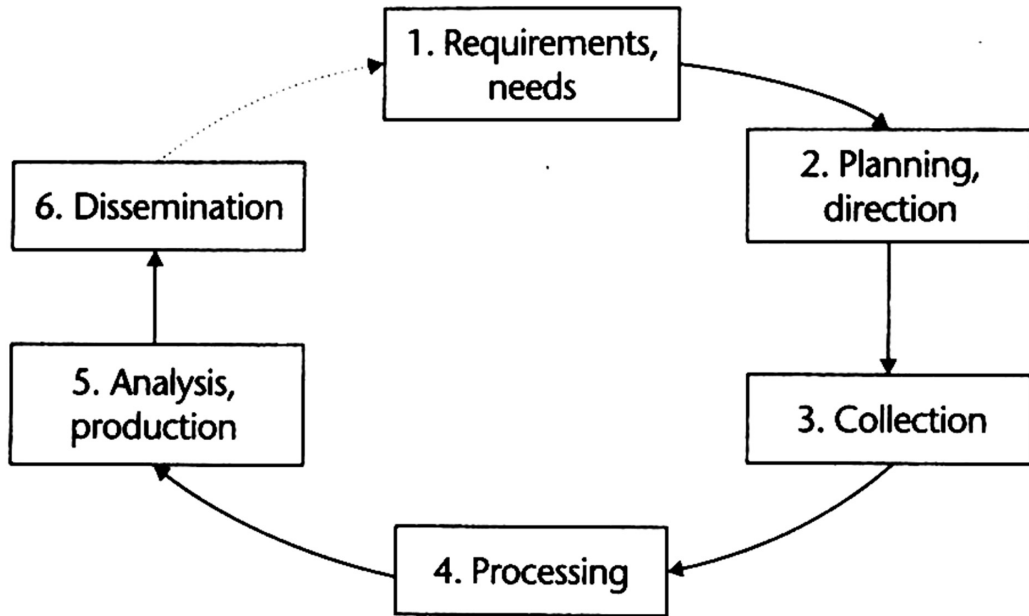 1. Requirements,
needs
2. Planning,
direction
3. Collection
4. Processing
5. Analysis,
production
6. Dissemination